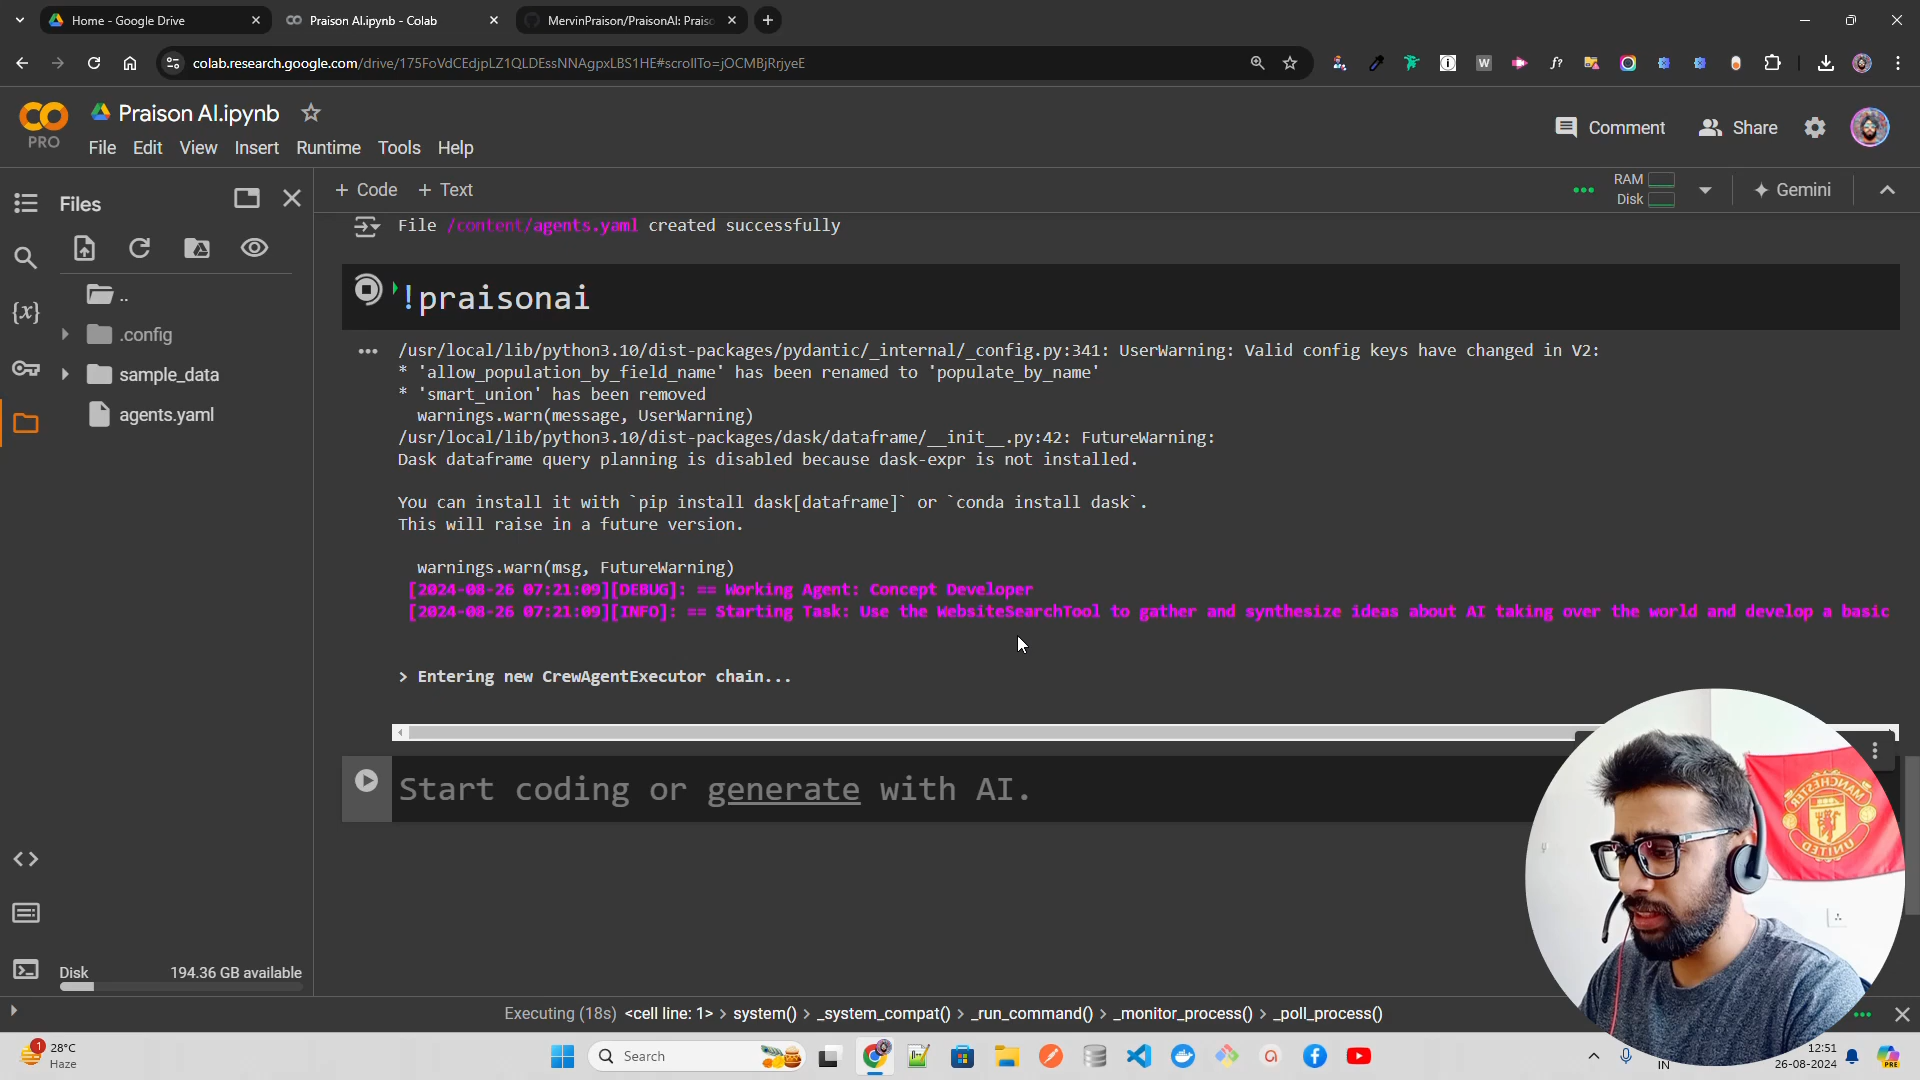 Home - Google Drive
Praison AI.ipynb - Colab
MervinPraison/PraisonAI: Praiso
colab.research.google.com/drive/175FoVdCEdjpLZ1QLDEssNNAgpxLBS1HE#scrollTo=jOCMBjRrjyeE
PRO
Praison AI.ipynb
File Edit View Insert Runtime Tools Help
Comment
Share
Files
+ Code + Text
RAM
Disk
Gemini
..
.config
sample_data
agents.yaml
File /content/agents.yaml created successfully
!praisonai
/usr/local/lib/python3.10/dist-packages/pydantic/_internal/_config.py:341: UserWarning: Valid config keys have changed in V2:
* 'allow_population_by_field_name' has been renamed to 'populate_by_name'
* 'smart_union' has been removed
warnings.warn(message, UserWarning)
/usr/local/lib/python3.10/dist-packages/dask/dataframe/__init__.py:42: FutureWarning:
Dask dataframe query planning is disabled because dask-expr is not installed.
You can install it with `pip install dask[dataframe]` or `conda install dask`.
This will raise in a future version.
warnings.warn(msg, FutureWarning)
[2024-08-26 07:21:09][DEBUG]: == Working Agent: Concept Developer
[2024-08-26 07:21:09][INFO]: == Starting Task: Use the WebsiteSearchTool to gather and synthesize ideas about AI taking over the world and develop a basic
> Entering new CrewAgentExecutor chain...
Start coding or generate with AI.
MANCHESTER
UNITED
Disk 194.36 GB available
Executing (18s) <cell line: 1> > system() > _system_compat() > _run_command() > _monitor_process() > _poll_process()
1
28°C
Haze
Search
IN
12:51
26-08-2024
PRE